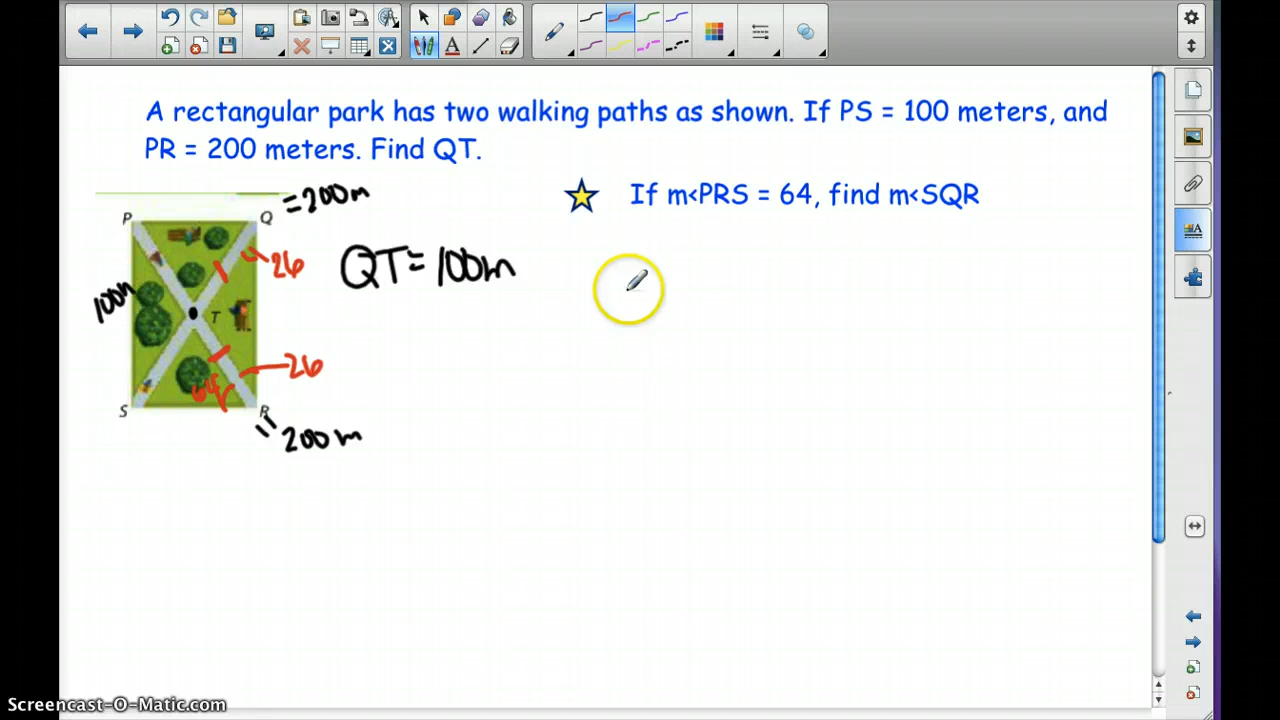 A rectangular park has two walking paths as shown. If PS = 100 meters, and
PR = 200 meters. Find QT.
If m<PRS = 64, find m<SQR
= 200m
P
Q
26
QT = 100m
100m
T
26
64
S
R
= 200m
Screencast-O-Matic.com